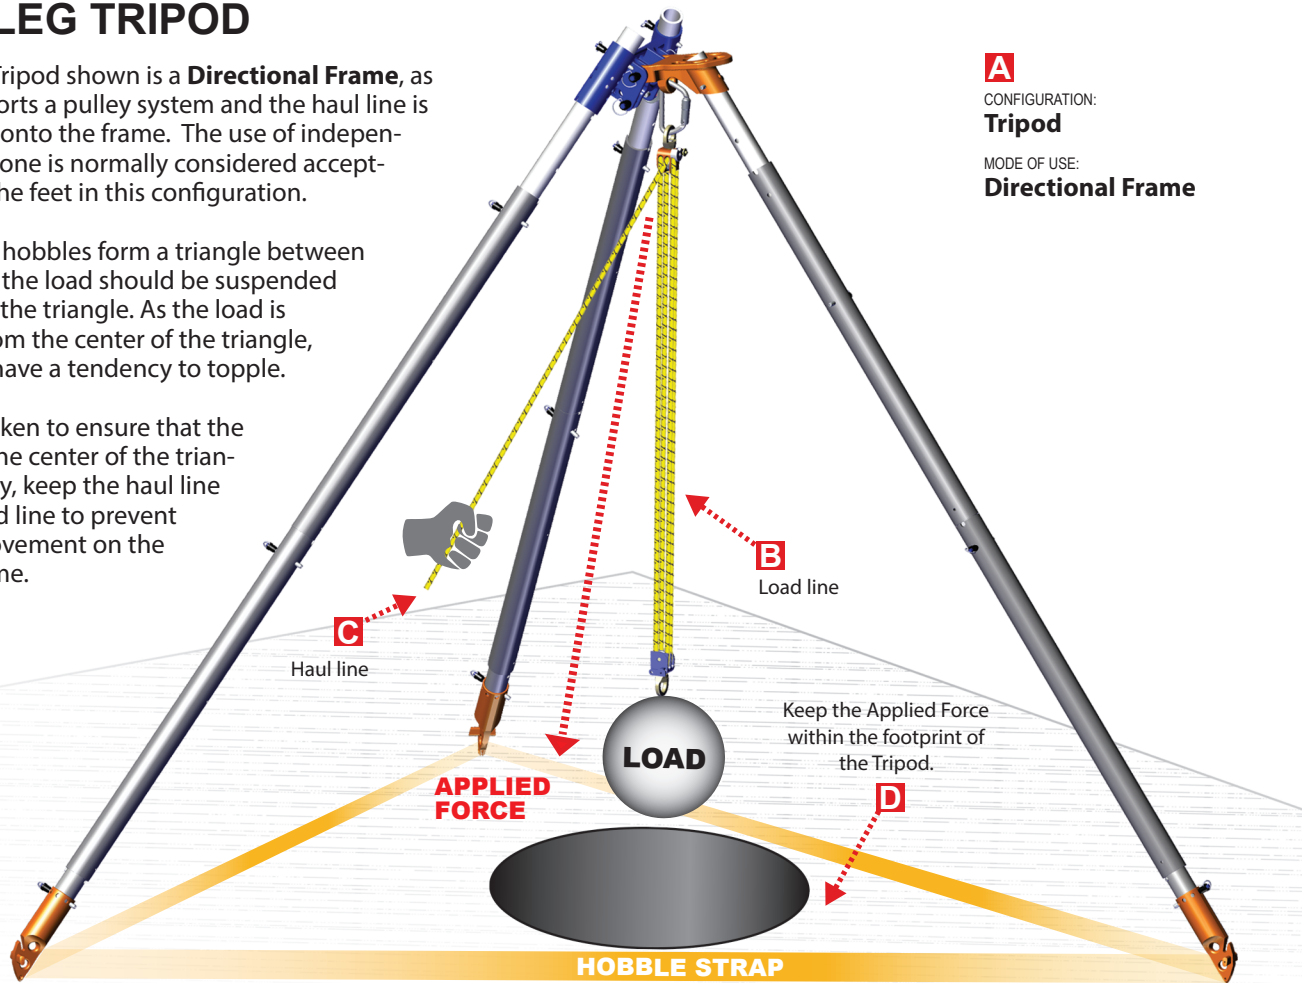 LEG TRIPOD
Tripod shown is a Directional Frame, as
orts a pulley system and the haul line is
onto the frame. The use of indepen-
one is normally considered accept-
he feet in this configuration.
hobbles form a triangle between
the load should be suspended
the triangle. As the load is
om the center of the triangle,
have a tendency to topple.
ken to ensure that the
he center of the trian-
y, keep the haul line
d line to prevent
ovement on the
me.
A
CONFIGURATION:
Tripod
MODE OF USE:
Directional Frame
B
Load line
C
Haul line
Keep the Applied Force
within the footprint of
the Tripod.
D
LOAD
APPLIED
FORCE
HOBBLE STRAP